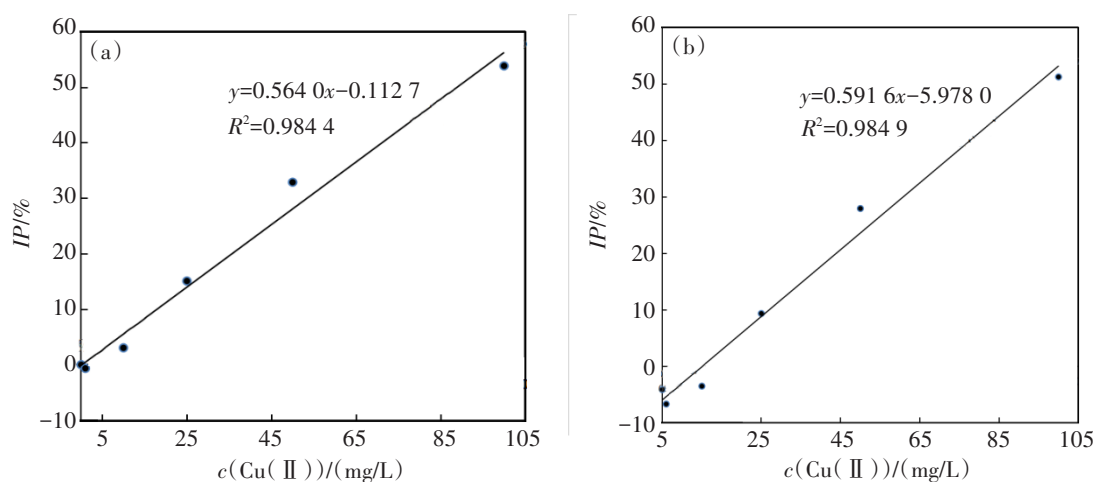 (a)
y=0.564 0x−0.112 7
R²=0.984 4
60
50
40
30
20
10
0
−10
IP/%
5 25 45 65 85 105
c(Cu(Ⅱ))/(mg/L)
(b)
y=0.591 6x−5.978 0
R²=0.984 9
60
50
40
30
20
10
0
−10
IP/%
5 25 45 65 85 105
c(Cu(Ⅱ))/(mg/L)